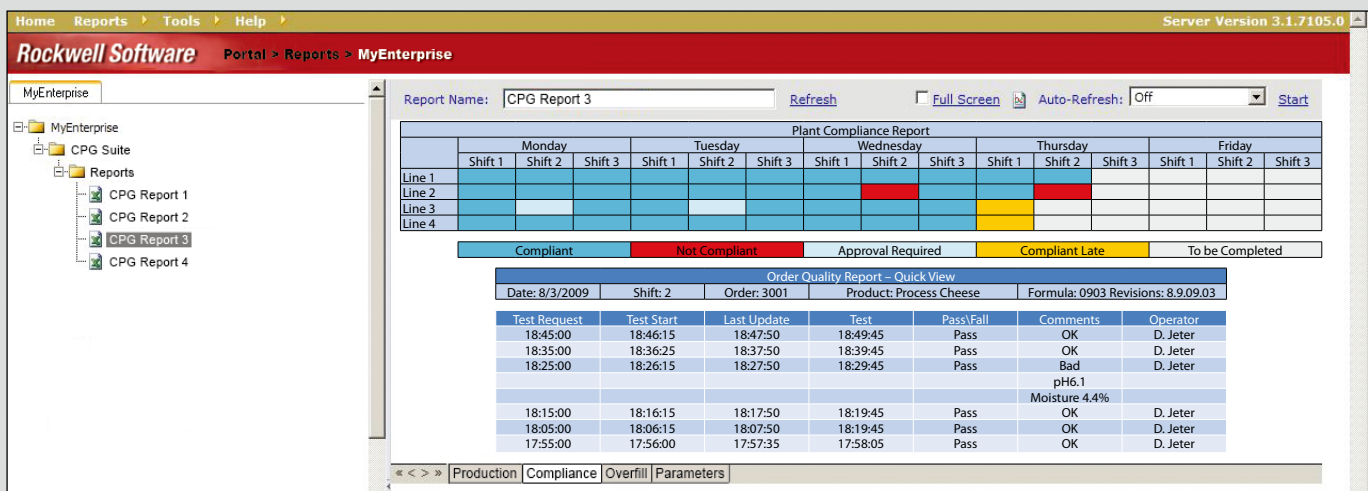 Home Reports Tools Help Server Version 3.1.7105.0
Rockwell Software Portal > Reports > MyEnterprise
MyEnterprise
MyEnterprise
CPG Suite
Reports
CPG Report 1
CPG Report 2
CPG Report 3
CPG Report 4
Report Name: CPG Report 3 Refresh Full Screen Auto-Refresh: Off Start
Plant Compliance Report
Monday Tuesday Wednesday Thursday Friday
Shift 1 Shift 2 Shift 3 Shift 1 Shift 2 Shift 3 Shift 1 Shift 2 Shift 3 Shift 1 Shift 2 Shift 3 Shift 1 Shift 2 Shift 3
Line 1
Line 2
Line 3
Line 4
Compliant Not Compliant Approval Required Compliant Late To be Completed
Order Quality Report – Quick View
Date: 8/3/2009 Shift: 2 Order: 3001 Product: Process Cheese Formula: 0903 Revisions: 8.9.09.03
Test Request Test Start Last Update Test Pass\Fall Comments Operator
18:45:00 18:46:15 18:47:50 18:49:45 Pass OK D. Jeter
18:35:00 18:36:25 18:37:50 18:39:45 Pass OK D. Jeter
18:25:00 18:26:15 18:27:50 18:29:45 Pass Bad D. Jeter
pH6.1
Moisture 4.4%
18:15:00 18:16:15 18:17:50 18:19:45 Pass OK D. Jeter
18:05:00 18:06:15 18:07:50 18:19:45 Pass OK D. Jeter
17:55:00 17:56:00 17:57:35 17:58:05 Pass OK D. Jeter
« < > » Production Compliance Overfill Parameters